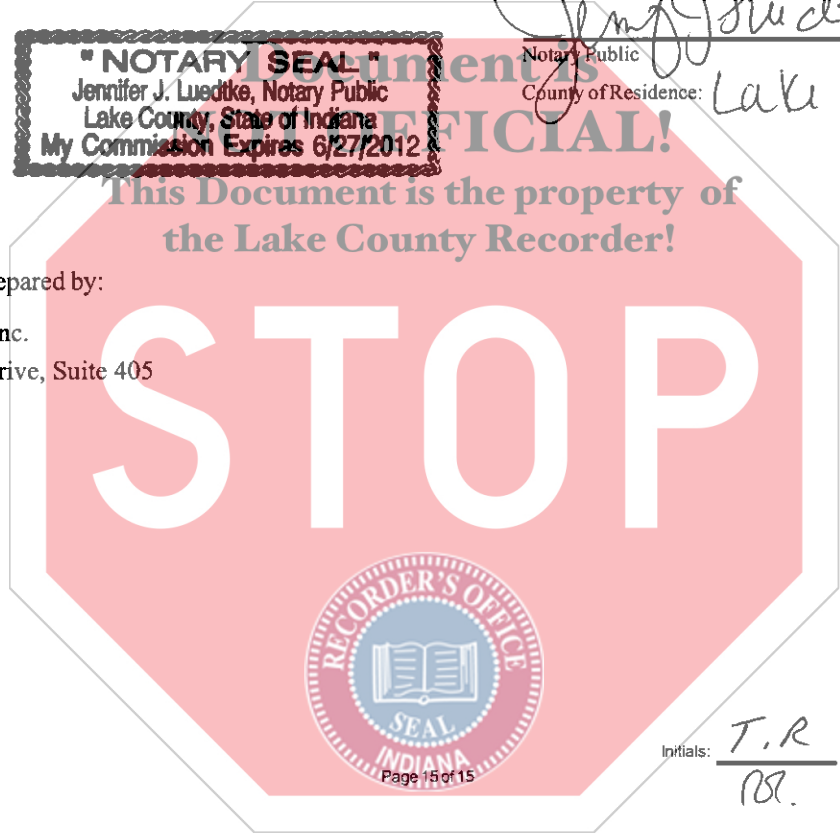 " NOTARY SEAL "
Jennifer J. Luedtke, Notary Public
Lake County, State of Indiana
My Commission Expires 6/27/2012
Notary Public
County of Residence: Lake
Document is
NOT OFFICIAL!
This Document is the property of
the Lake County Recorder!
epared by:
nc.
rive, Suite 405
STOP
RECORDER'S OFFICE
SEAL
INDIANA
Page 15 of 15
Initials: T.R